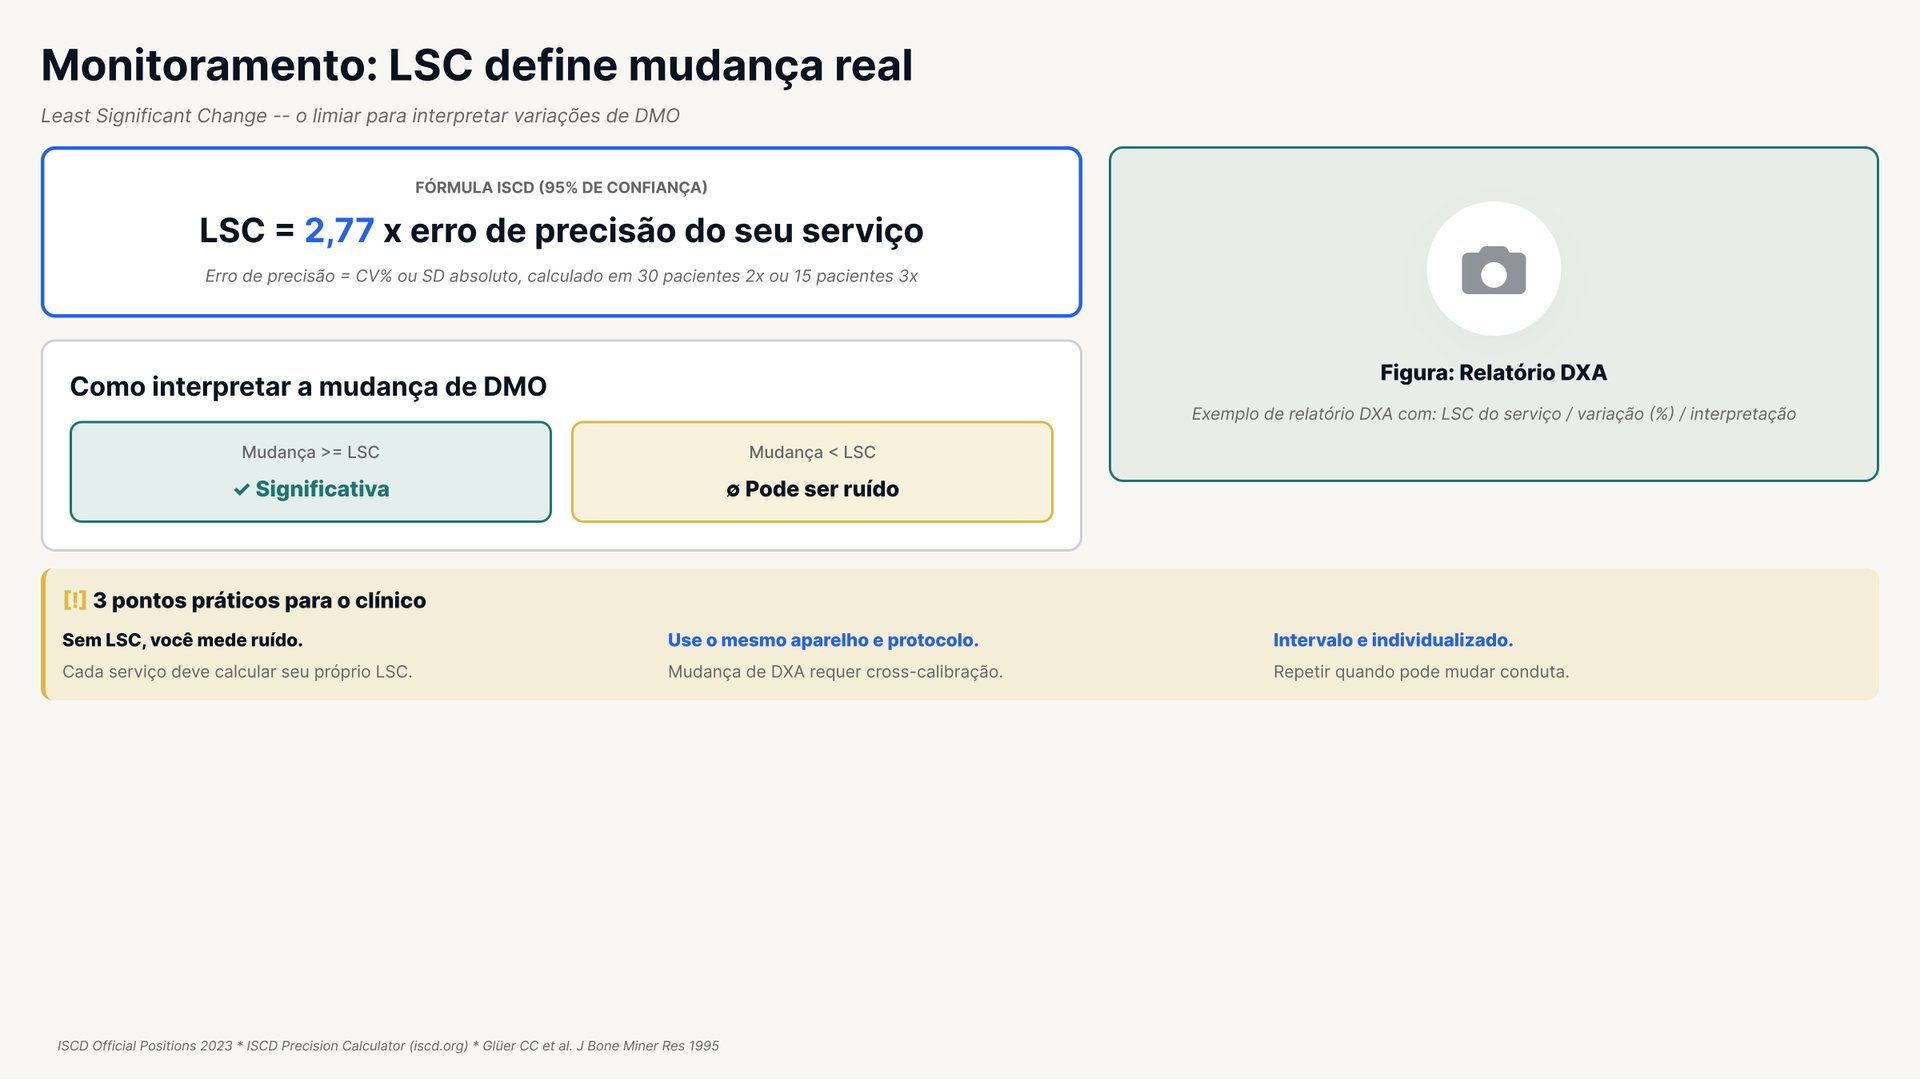 Monitoramento: LSC define mudança real
Least Significant Change -- o limiar para interpretar variações de DMO
FÓRMULA ISCD (95% DE CONFIANÇA)
LSC = 2,77 x erro de precisão do seu serviço
Erro de precisão = CV% ou SD absoluto, calculado em 30 pacientes 2x ou 15 pacientes 3x
Como interpretar a mudança de DMO
Mudança >= LSC
✓ Significativa
Mudança < LSC
ø Pode ser ruído
Figura: Relatório DXA
Exemplo de relatório DXA com: LSC do serviço / variação (%) / interpretação
[!] 3 pontos práticos para o clínico
Sem LSC, você mede ruído.
Cada serviço deve calcular seu próprio LSC.
Use o mesmo aparelho e protocolo.
Mudança de DXA requer cross-calibração.
Intervalo e individualizado.
Repetir quando pode mudar conduta.
ISCD Official Positions 2023 * ISCD Precision Calculator (iscd.org) * Glüer CC et al. J Bone Miner Res 1995